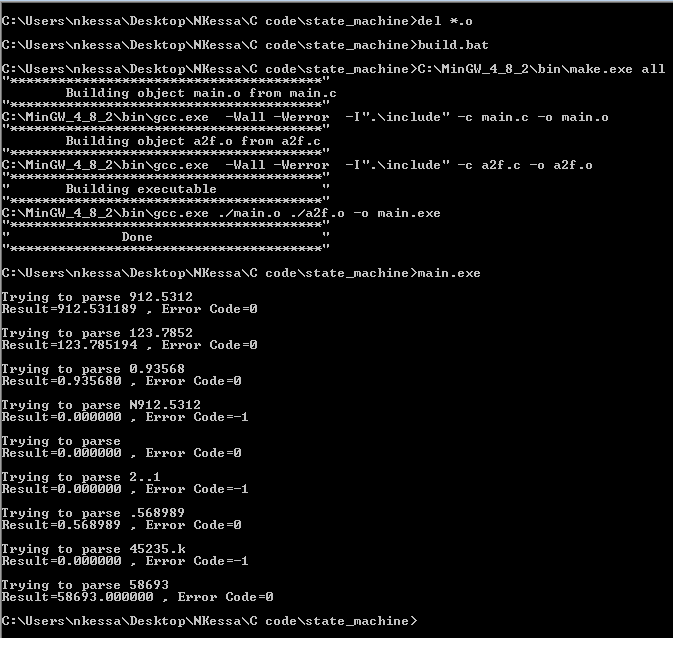 C:\Users\nkessa\Desktop\NKessa\C code\state_machine>del *.o
C:\Users\nkessa\Desktop\NKessa\C code\state_machine>build.bat
C:\Users\nkessa\Desktop\NKessa\C code\state_machine>C:\MinGW_4_8_2\bin\make.exe all
"***************************************"
        Building object main.o from main.c
"***************************************"
C:\MinGW_4_8_2\bin\gcc.exe  -Wall -Werror  -I".\include" -c main.c -o main.o
"***************************************"
        Building object a2f.o from a2f.c
"***************************************"
C:\MinGW_4_8_2\bin\gcc.exe  -Wall -Werror  -I".\include" -c a2f.c -o a2f.o
"***************************************"
"       Building executable             "
"***************************************"
C:\MinGW_4_8_2\bin\gcc.exe ./main.o ./a2f.o -o main.exe
"***************************************"
"              Done                     "
"***************************************"
C:\Users\nkessa\Desktop\NKessa\C code\state_machine>main.exe
Trying to parse 912.5312
Result=912.531189 , Error Code=0
Trying to parse 123.7852
Result=123.785194 , Error Code=0
Trying to parse 0.93568
Result=0.935680 , Error Code=0
Trying to parse N912.5312
Result=0.000000 , Error Code=-1
Trying to parse
Result=0.000000 , Error Code=0
Trying to parse 2..1
Result=0.000000 , Error Code=-1
Trying to parse .568989
Result=0.568989 , Error Code=0
Trying to parse 45235.k
Result=0.000000 , Error Code=-1
Trying to parse 58693
Result=58693.000000 , Error Code=0
C:\Users\nkessa\Desktop\NKessa\C code\state_machine>